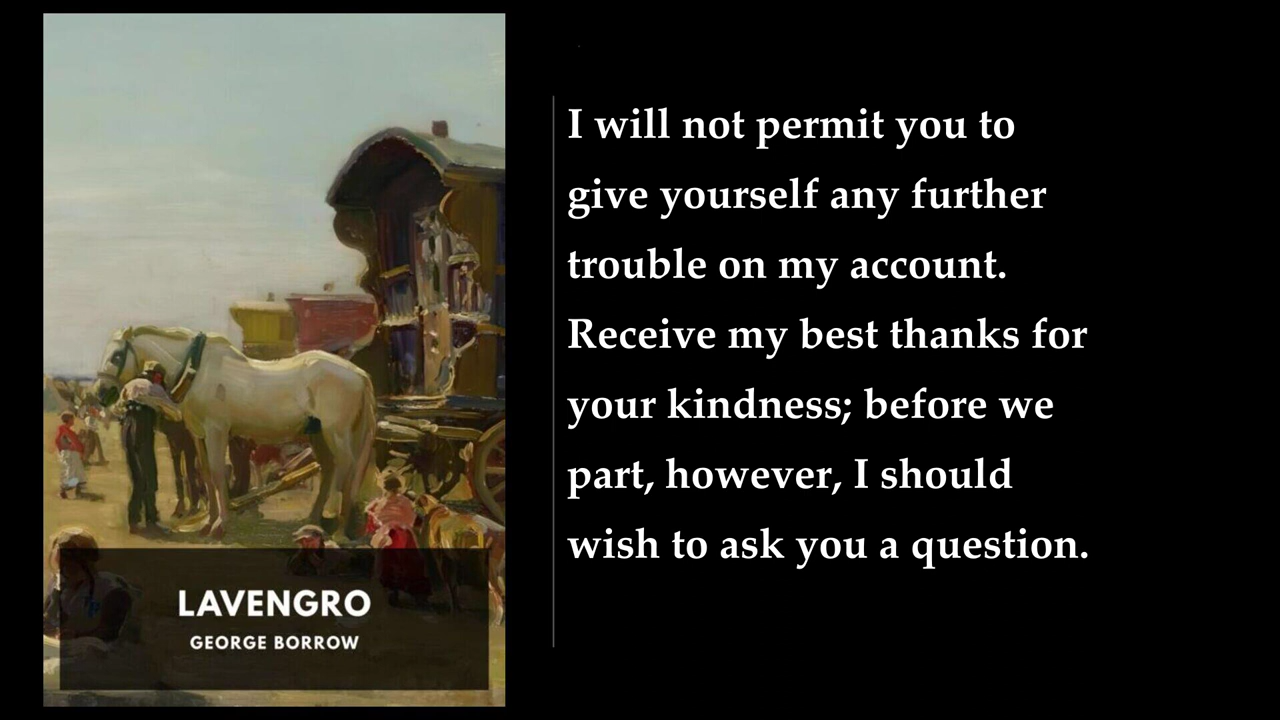 LAVENGRO
GEORGE BORROW
I will not permit you to
give yourself any further
trouble on my account.
Receive my best thanks for
your kindness; before we
part, however, I should
wish to ask you a question.